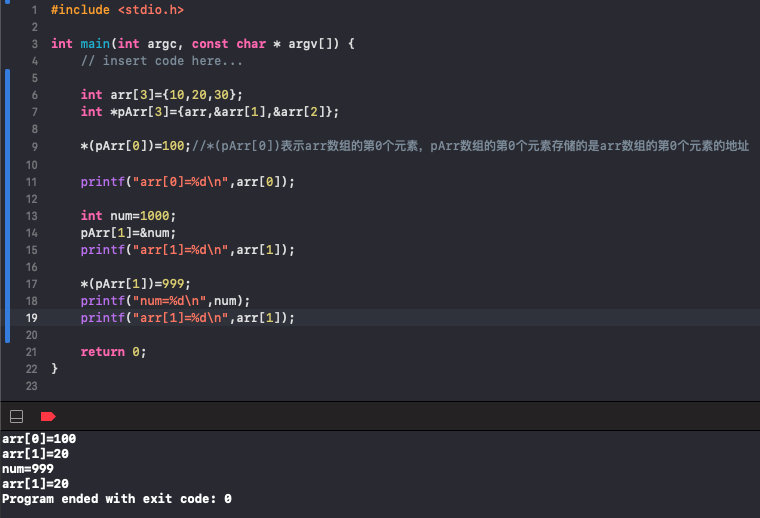 1 #include <stdio.h>
2
3 int main(int argc, const char * argv[]) {
4 // insert code here...
5
6 int arr[3]={10,20,30};
7 int *pArr[3]={arr,&arr[1],&arr[2]};
8
9 *(pArr[0])=100;//*(pArr[0])表示arr数组的第0个元素，pArr数组的第0个元素存储的是arr数组的第0个元素的地址
10
11 printf("arr[0]=%d\n",arr[0]);
12
13 int num=1000;
14 pArr[1]=&num;
15 printf("arr[1]=%d\n",arr[1]);
16
17 *(pArr[1])=999;
18 printf("num=%d\n",num);
19 printf("arr[1]=%d\n",arr[1]);
20
21 return 0;
22 }
23
arr[0]=100
arr[1]=20
num=999
arr[1]=20
Program ended with exit code: 0